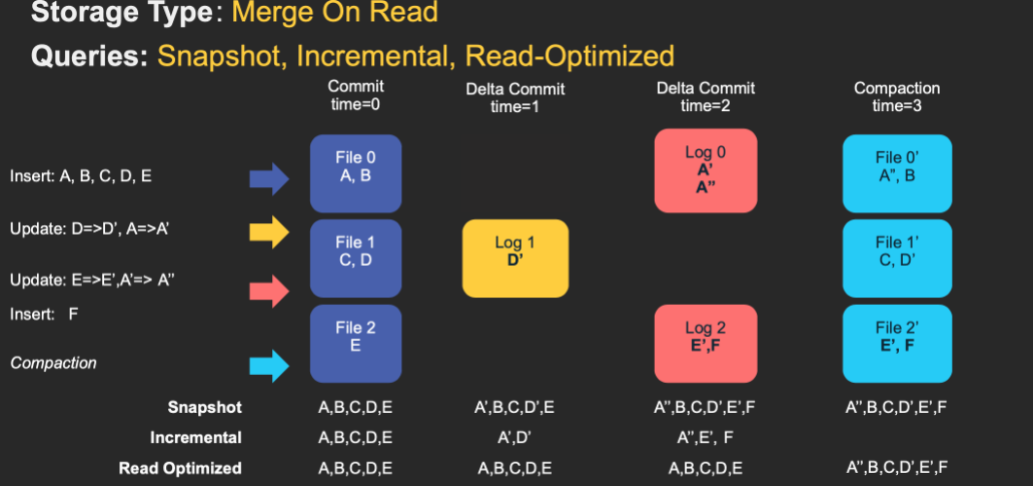 Storage Type: Merge On Read
Queries: Snapshot, Incremental, Read-Optimized
Commit
time=0
Delta Commit
time=1
Delta Commit
time=2
Compaction
time=3
Insert: A, B, C, D, E
Update: D=>D', A=>A'
Update: E=>E',A'=> A''
Insert: F
Compaction
File 0
A, B
File 1
C, D
File 2
E
Log 1
D'
Log 0
A'
A''
Log 2
E',F
File 0'
A'', B
File 1'
C, D'
File 2'
E', F
Snapshot A,B,C,D,E A',B,C,D',E A'',B,C,D',E',F A'',B,C,D',E',F
Incremental A,B,C,D,E A',D' A'',E', F
Read Optimized A,B,C,D,E A,B,C,D,E A,B,C,D,E A'',B,C,D',E',F